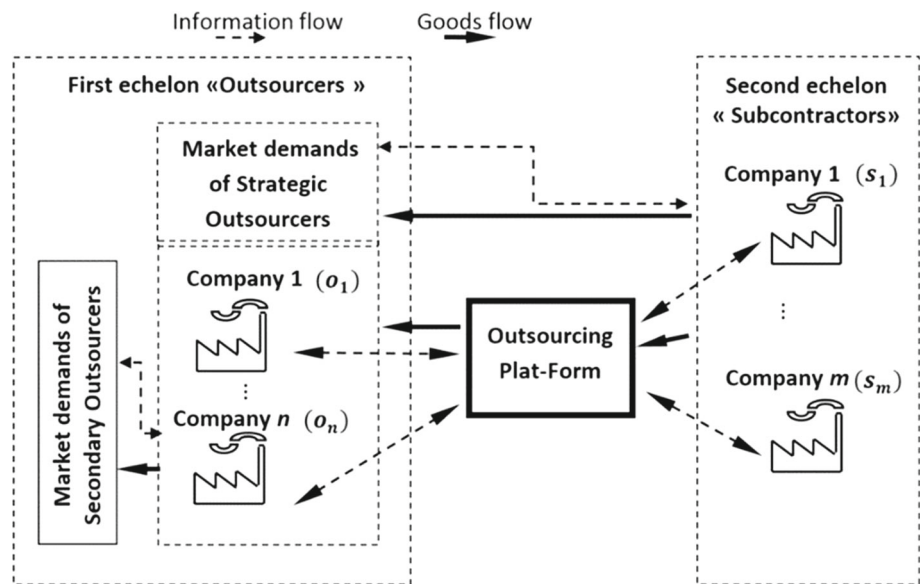 Information flow
Goods flow
First echelon «Outsourcers »
Market demands
of Strategic
Outsourcers
Company 1 (o₁)
...
Company n (oₙ)
Market demands of
Secondary Outsourcers
Outsourcing
Plat-Form
Second echelon
« Subcontractors»
Company 1 (s₁)
...
Company m (sₘ)